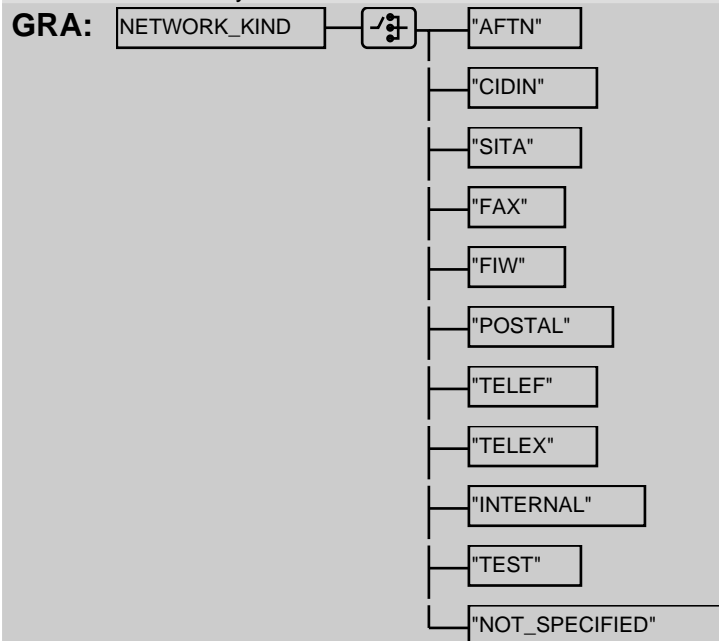 GRA: NETWORK_KIND "AFTN"
"CIDIN"
"SITA"
"FAX"
"FIW"
"POSTAL"
"TELEF"
"TELEX"
"INTERNAL"
"TEST"
"NOT_SPECIFIED"